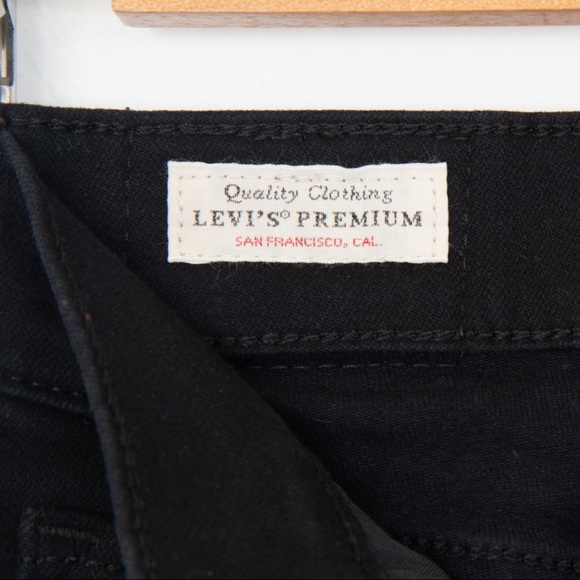 Quality Clothing
LEVI'S® PREMIUM
SAN FRANCISCO, CAL.